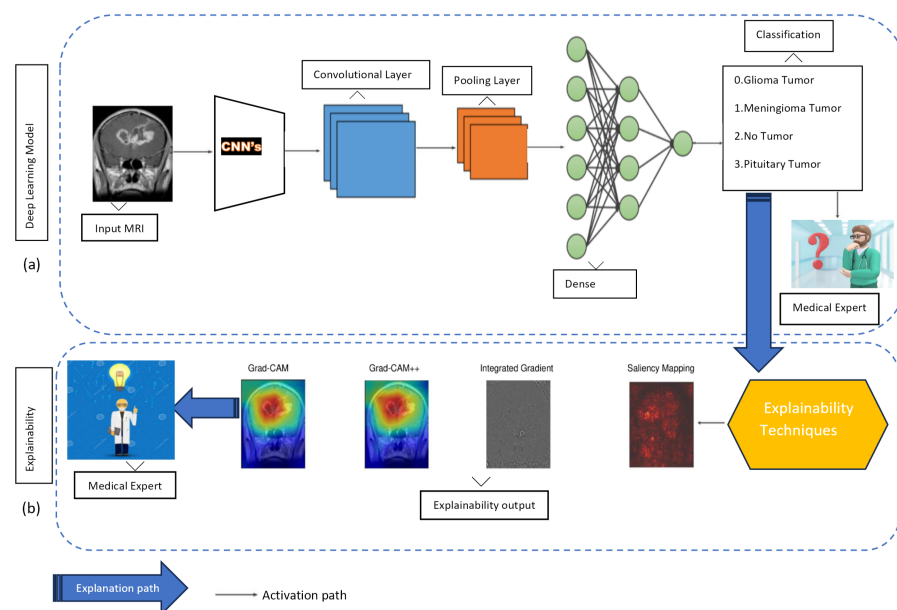 Classification
Convolutional Layer
Pooling Layer
0.Glioma Tumor
1.Meningioma Tumor
2.No Tumor
3.Pituitary Tumor
Deep Learning Model
CNN's
Input MRI
Dense
Medical Expert
(a)
Grad-CAM
Grad-CAM++
Integrated Gradient
Saliency Mapping
Explainability
Explainability
Techniques
Medical Expert
Explainability output
(b)
Explanation path
Activation path